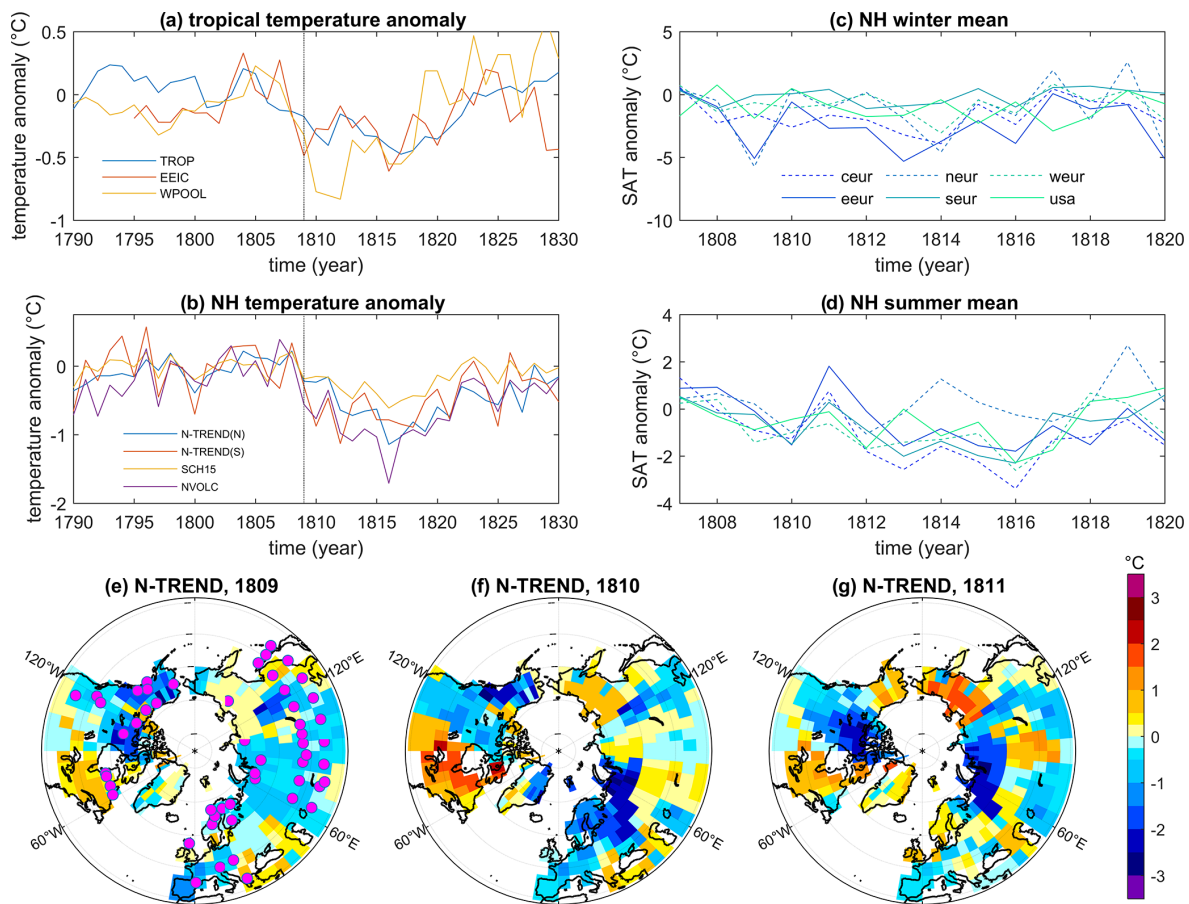 (a) tropical temperature anomaly
temperature anomaly (°C)
0.5
0
-0.5
-1
TROP
EEIC
WPOOL
1790 1795 1800 1805 1810 1815 1820 1825 1830
time (year)
(c) NH winter mean
SAT anomaly (°C)
5
0
-5
-10
ceur neur weur
eeur seur usa
1808 1810 1812 1814 1816 1818 1820
time (year)
(b) NH temperature anomaly
temperature anomaly (°C)
0
-1
-2
N-TREND(N)
N-TREND(S)
SCH15
NVOLC
1790 1795 1800 1805 1810 1815 1820 1825 1830
time (year)
(d) NH summer mean
SAT anomaly (°C)
4
2
0
-2
-4
1808 1810 1812 1814 1816 1818 1820
time (year)
(e) N-TREND, 1809
120°W
120°E
60°W
60°E
(f) N-TREND, 1810
120°W
120°E
60°W
60°E
(g) N-TREND, 1811
120°W
120°E
60°W
60°E
°C
3
2
1
0
-1
-2
-3